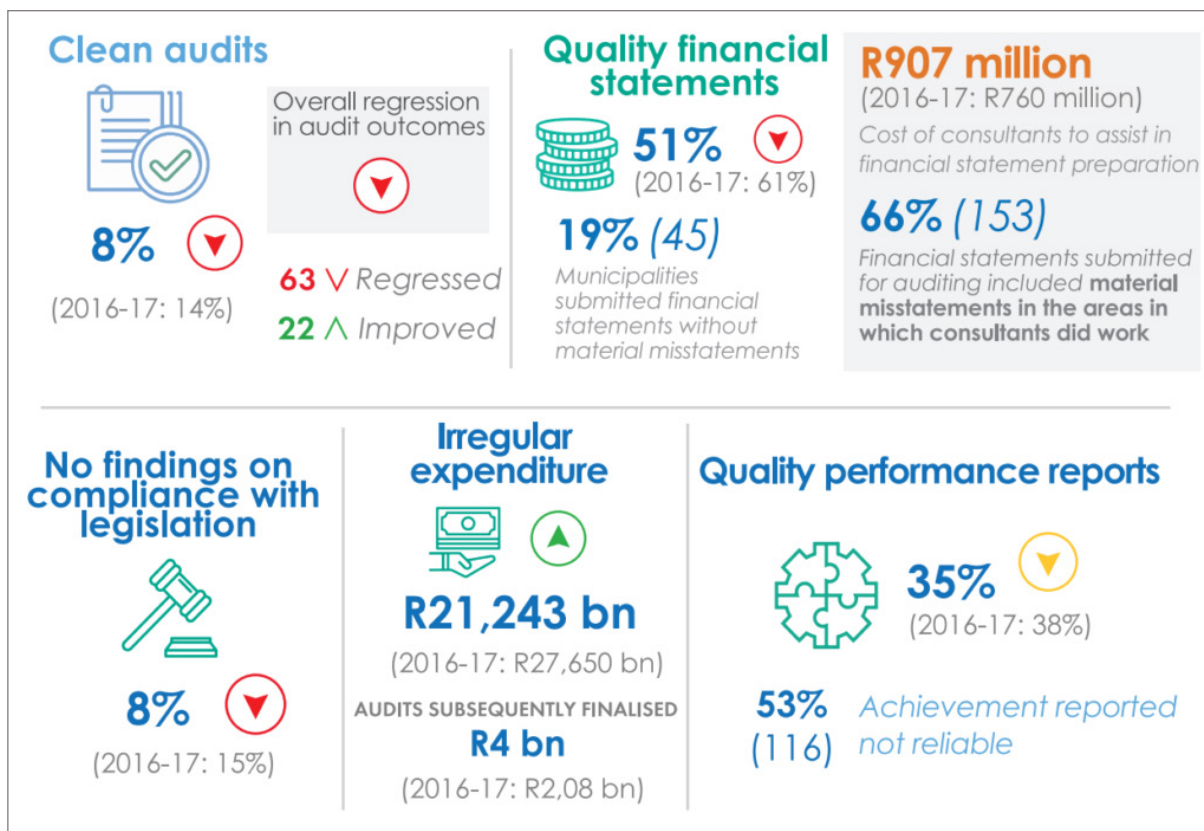 Clean audits
Overall regression
in audit outcomes
8%
(2016-17: 14%)
63 ∨ Regressed
22 ∧ Improved
Quality financial
statements
51%
(2016-17: 61%)
19% (45)
Municipalities
submitted financial
statements without
material misstatements
R907 million
(2016-17: R760 million)
Cost of consultants to assist in
financial statement preparation
66% (153)
Financial statements submitted
for auditing included material
misstatements in the areas in
which consultants did work
No findings on
compliance with
legislation
8%
(2016-17: 15%)
Irregular
expenditure
R21,243 bn
(2016-17: R27,650 bn)
AUDITS SUBSEQUENTLY FINALISED
R4 bn
(2016-17: R2,08 bn)
Quality performance reports
35%
(2016-17: 38%)
53%
(116)
Achievement reported
not reliable